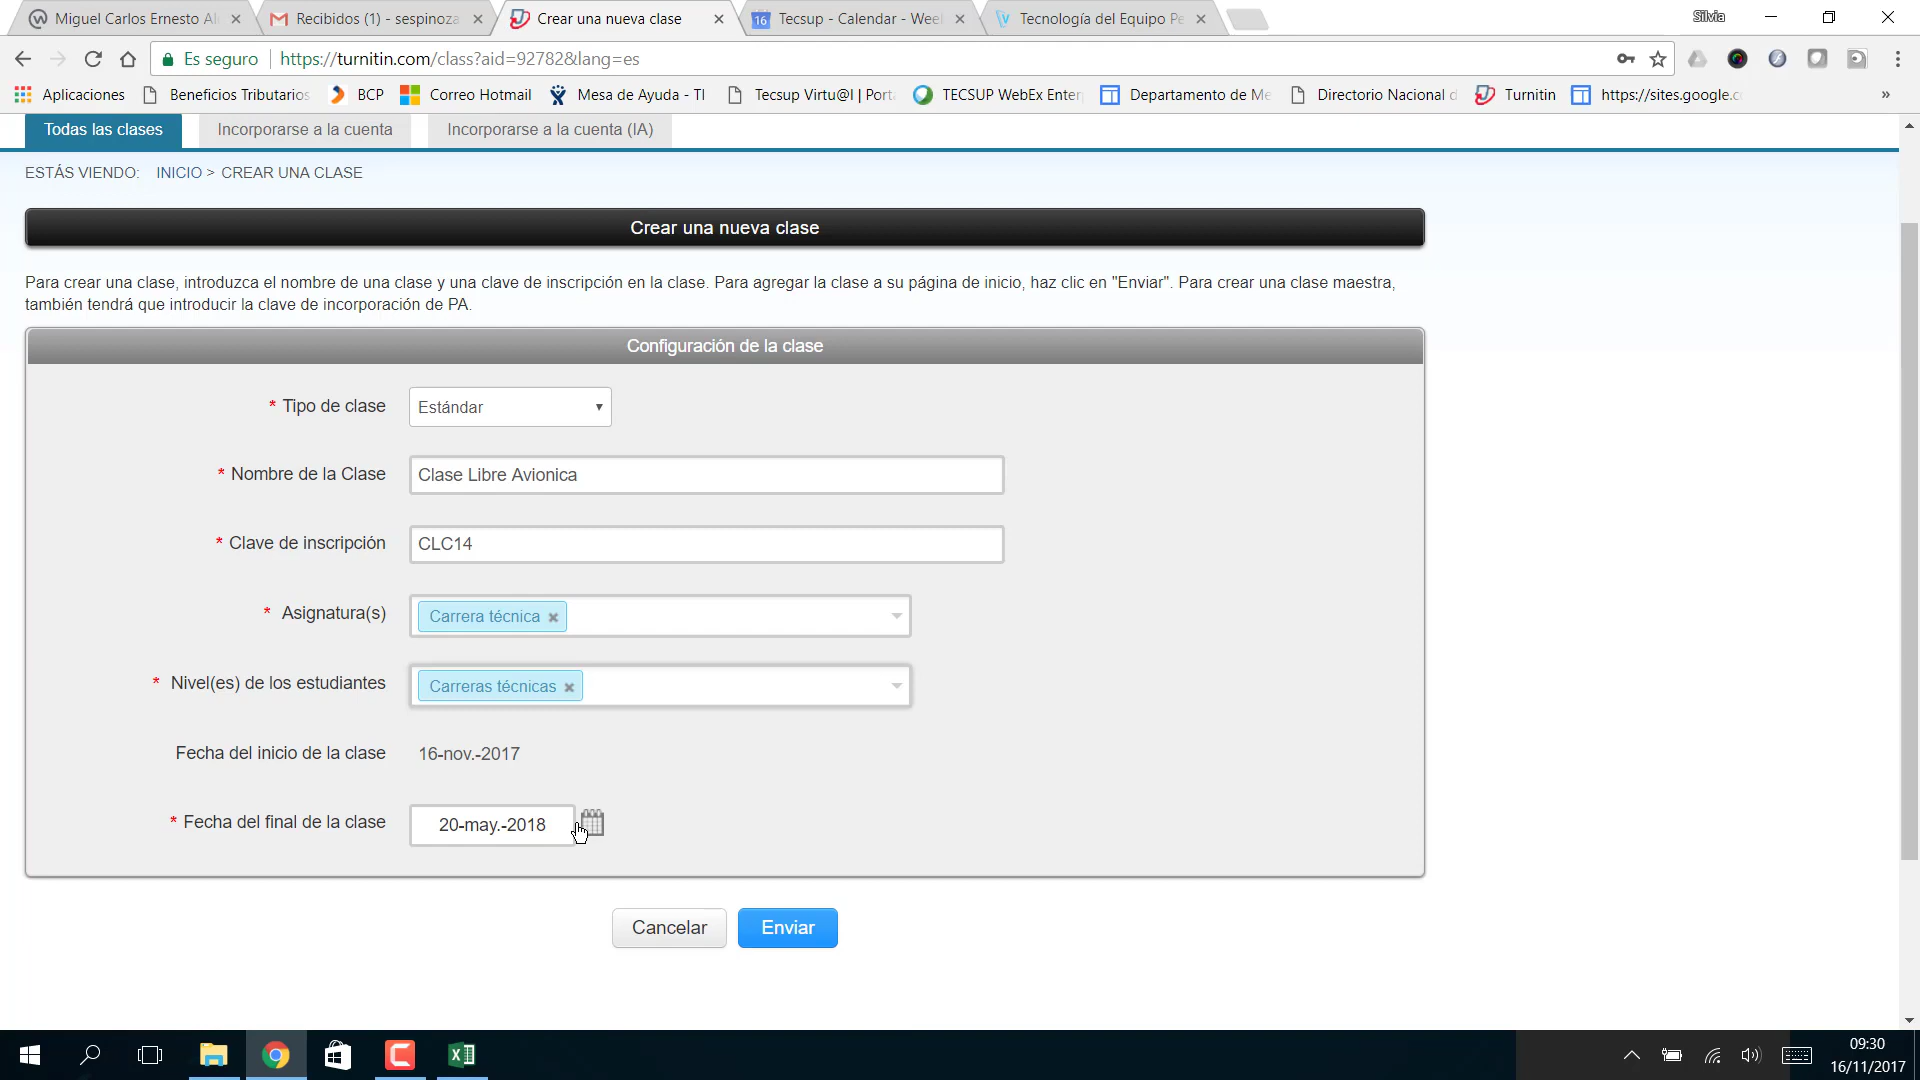 Miguel Carlos Ernesto Al
Recibidos (1) - sespinoza
Crear una nueva clase
16 Tecsup - Calendar - Wee
Tecnología del Equipo Pe
Silvia
Es seguro
https://turnitin.com/class?aid=92782&lang=es
Aplicaciones
Beneficios Tributarios
BCP
Correo Hotmail
Mesa de Ayuda - TI
Tecsup Virtu@l | Port
TECSUP WebEx Enter
Departamento de Me
Directorio Nacional d
Turnitin
https://sites.google.c
»
Todas las clases
Incorporarse a la cuenta
Incorporarse a la cuenta (IA)
ESTÁS VIENDO: INICIO > CREAR UNA CLASE
Crear una nueva clase
Para crear una clase, introduzca el nombre de una clase y una clave de inscripción en la clase. Para agregar la clase a su página de inicio, haz clic en "Enviar". Para crear una clase maestra,
también tendrá que introducir la clave de incorporación de PA.
Configuración de la clase
* Tipo de clase Estándar
* Nombre de la Clase Clase Libre Avionica
* Clave de inscripción CLC14
* Asignatura(s) Carrera técnica
* Nivel(es) de los estudiantes Carreras técnicas
Fecha del inicio de la clase 16-nov.-2017
* Fecha del final de la clase 20-may.-2018
Cancelar
Enviar
09:30
16/11/2017